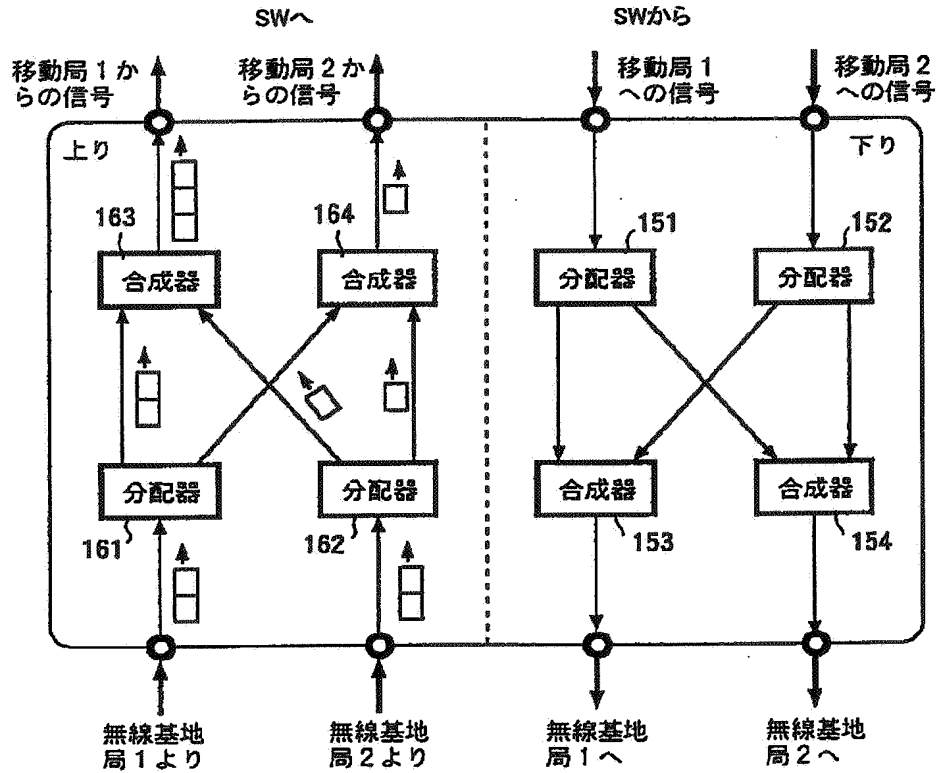 SWへ
SWから
移動局1か
らの信号
移動局2か
らの信号
移動局1
への信号
移動局2
への信号
上り
下り
163
164
151
152
合成器
合成器
分配器
分配器
分配器
分配器
合成器
合成器
161
162
153
154
無線基地
局1より
無線基地
局2より
無線基地
局1へ
無線基地
局2へ